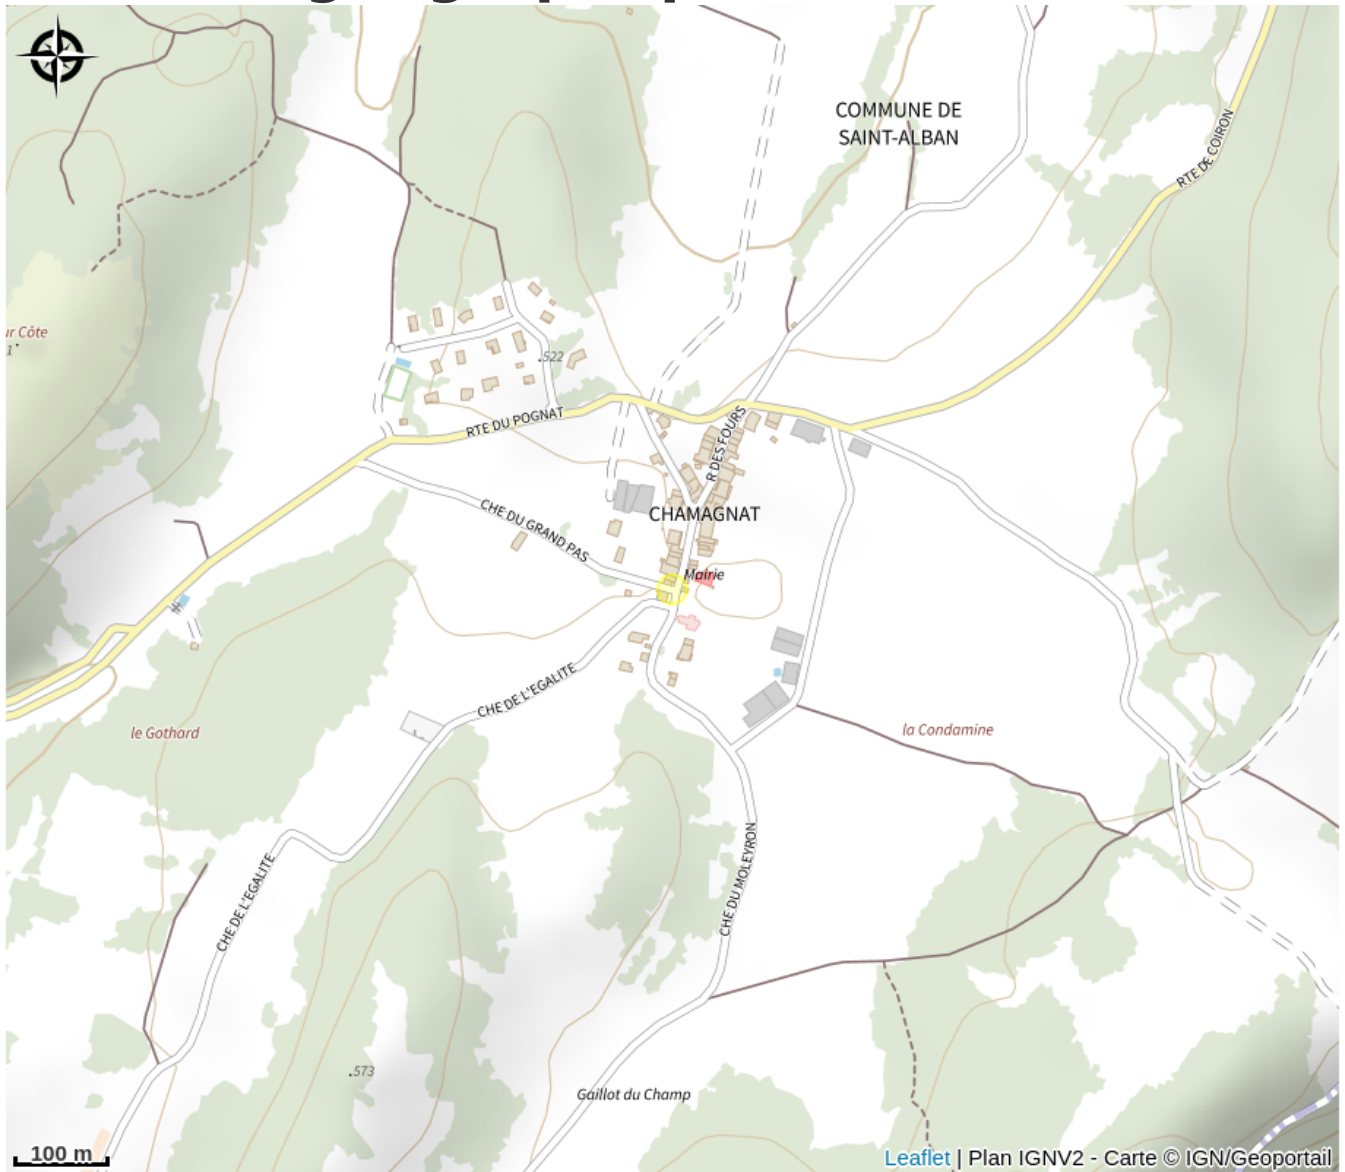 COMMUNE DE
SAINT-ALBAN
RTE DE COIRON
ur Côte
522
RTE DU POGNAT
R DES FOURS
CHE DU GRAND PAS
CHAMAGNAT
Mairie
CHE DE L'EGALITE
le Gothard
la Condamine
CHE DE L'EGALITE
CHE DU MOLEYRON
573
Gaillot du Champ
100 m
Leaflet | Plan IGNV2 - Carte © IGN/Geoportail